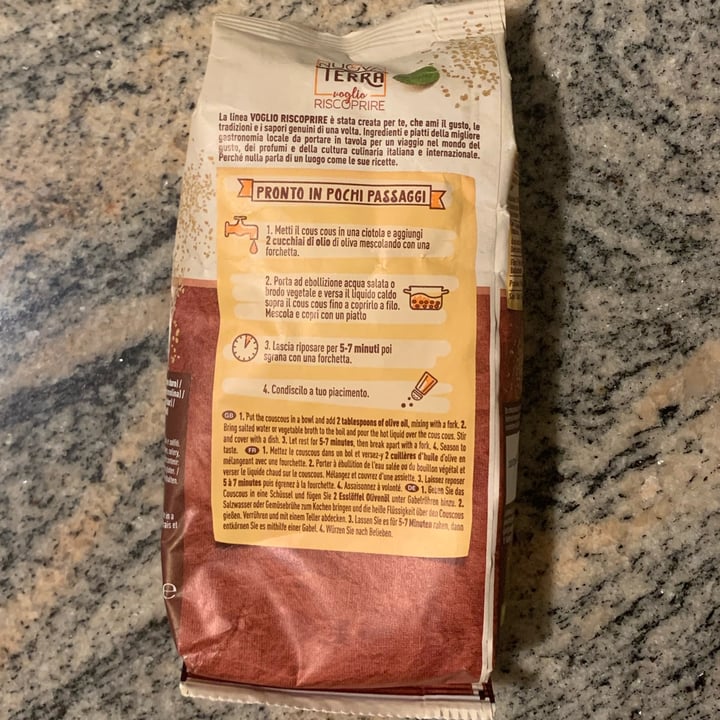 NUOVA
TERRA
voglio
RISCOPRIRE
La linea VOGLIO RISCOPRIRE è stata creata per te, che ami il gusto, le
tradizioni e i sapori genuini di una volta. Ingredienti e piatti della migliore
gastronomia locale da portare in tavola per un viaggio nel mondo del
gusto, dei profumi e della cultura culinaria italiana e internazionale.
Perché nulla parla di un luogo come le sue ricette.
PRONTO IN POCHI PASSAGGI
1. Metti il cous cous in una ciotola e aggiungi
2 cucchiai di olio di oliva mescolando con una
forchetta.
2. Porta ad ebollizione acqua salata o
brodo vegetale e versa il liquido caldo
sopra il cous cous fino a coprirlo a filo.
Mescola e copri con un piatto
3. Lascia riposare per 5-7 minuti poi
sgrana con una forchetta.
4. Condiscilo a tuo piacimento.
GB 1. Put the couscous in a bowl and add 2 tablespoons of olive oil, mixing with a fork. 2.
Bring salted water or vegetable broth to the boil and pour the hot liquid over the cous cous. Stir
and cover with a dish. 3. Let rest for 5-7 minutes, then break apart with a fork. 4. Season to
taste. FR 1. Mettez le couscous dans un bol et versez-y 2 cuillères d'huile d'olive en
mélangeant avec une fourchette. 2. Porter à ébullition de l'eau salée ou du bouillon végétal et
verser le liquide chaud sur le couscous. Mélangez et couvrez d'une assiette. 3. Laissez reposer
5 à 7 minutes puis égrenez à la fourchette. 4. Assaisonnez à volonté. DE 1. Geben Sie das
Couscous in eine Schüssel und fügen Sie 2 Esslöffel Olivenöl unter Gabelrühren hinzu. 2.
Salzwasser oder Gemüsebrühe zum Kochen bringen und die heiße Flüssigkeit über den Couscous
gießen. Verrühren und mit einem Teller abdecken. 3. Lassen Sie es für 5-7 Minuten ruhen, dann
entkörnen Sie es mithilfe einer Gabel. 4. Würzen Sie nach Belieben.
e